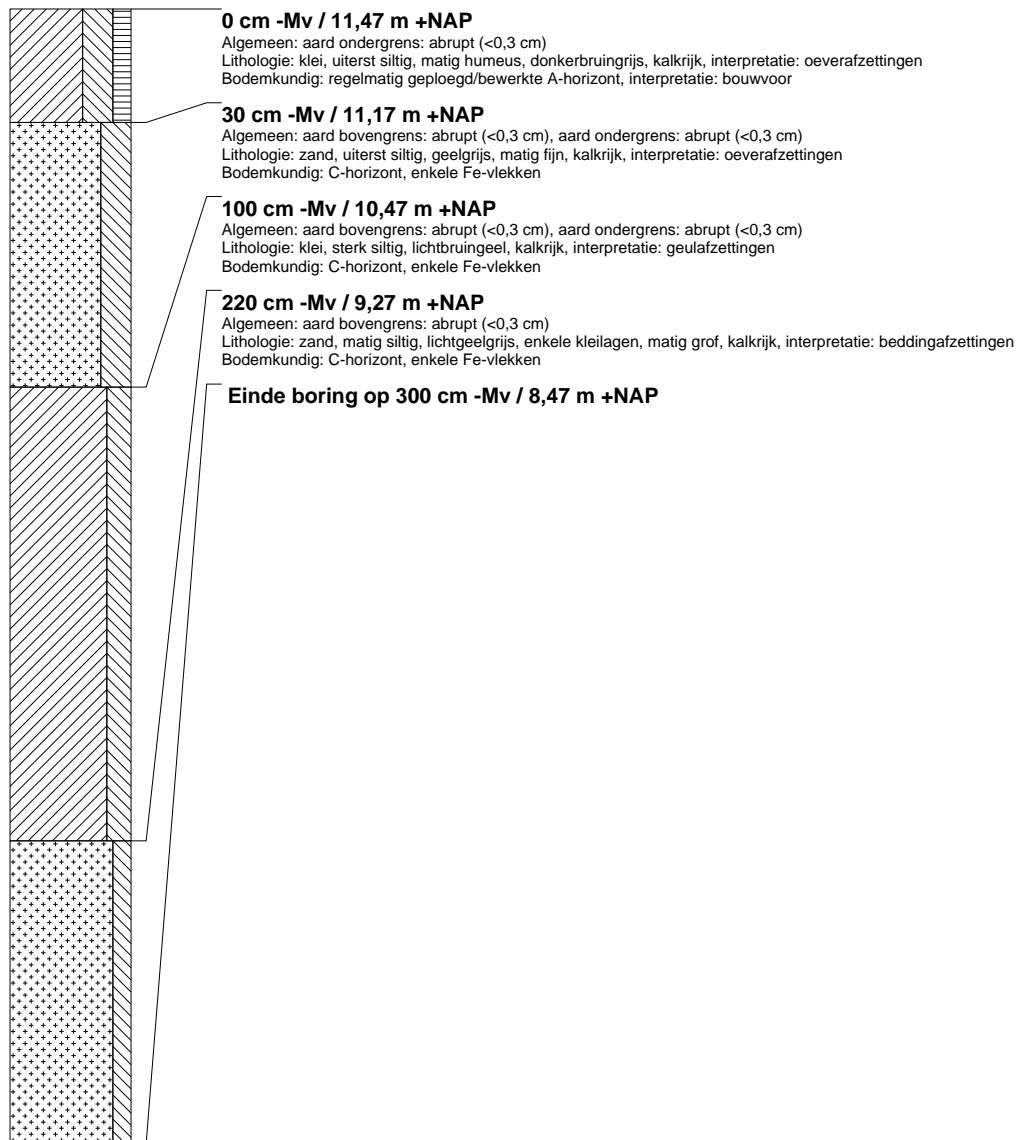 0 cm -Mv / 11,47 m +NAP
Algemeen: aard ondergrens: abrupt (<0,3 cm)
Lithologie: klei, uiterst siltig, matig humeus, donkerbruingrijs, kalkrijk, interpretatie: oeverafzettingen
Bodemkundig: regelmatig geploegd/bewerkte A-horizont, interpretatie: bouwvoor
30 cm -Mv / 11,17 m +NAP
Algemeen: aard bovengrens: abrupt (<0,3 cm), aard ondergrens: abrupt (<0,3 cm)
Lithologie: zand, uiterst siltig, geelgrijs, matig fijn, kalkrijk, interpretatie: oeverafzettingen
Bodemkundig: C-horizont, enkele Fe-vlekken
100 cm -Mv / 10,47 m +NAP
Algemeen: aard bovengrens: abrupt (<0,3 cm), aard ondergrens: abrupt (<0,3 cm)
Lithologie: klei, sterk siltig, lichtbruingeel, kalkrijk, interpretatie: geulafzettingen
Bodemkundig: C-horizont, enkele Fe-vlekken
220 cm -Mv / 9,27 m +NAP
Algemeen: aard bovengrens: abrupt (<0,3 cm)
Lithologie: zand, matig siltig, lichtgeelgrijs, enkele kleilagen, matig grof, kalkrijk, interpretatie: beddingafzettingen
Bodemkundig: C-horizont, enkele Fe-vlekken
Einde boring op 300 cm -Mv / 8,47 m +NAP